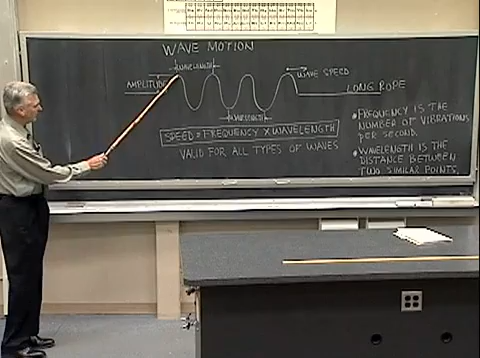 WAVE MOTION
WAVELENGTH
AMPLITUDE
WAVE SPEED
LONG ROPE
WAVELENGTH
SPEED = FREQUENCY X WAVELENGTH
VALID FOR ALL TYPES OF WAVES
• FREQUENCY IS THE
NUMBER OF VIBRATIONS
PER SECOND.
• WAVELENGTH IS THE
DISTANCE BETWEEN
TWO SIMILAR POINTS.